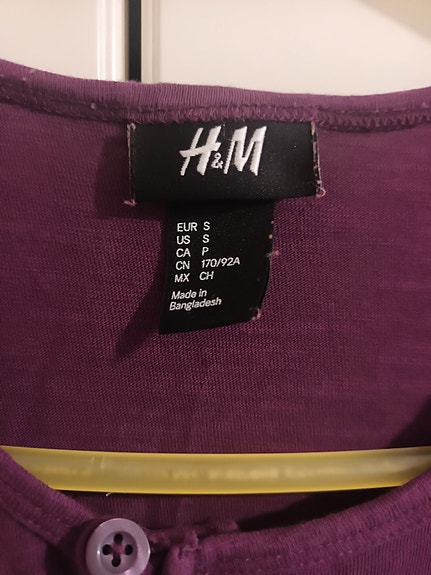 H&M
EUR S
US S
CA P
CN 170/92A
MX CH
Made in
Bangladesh